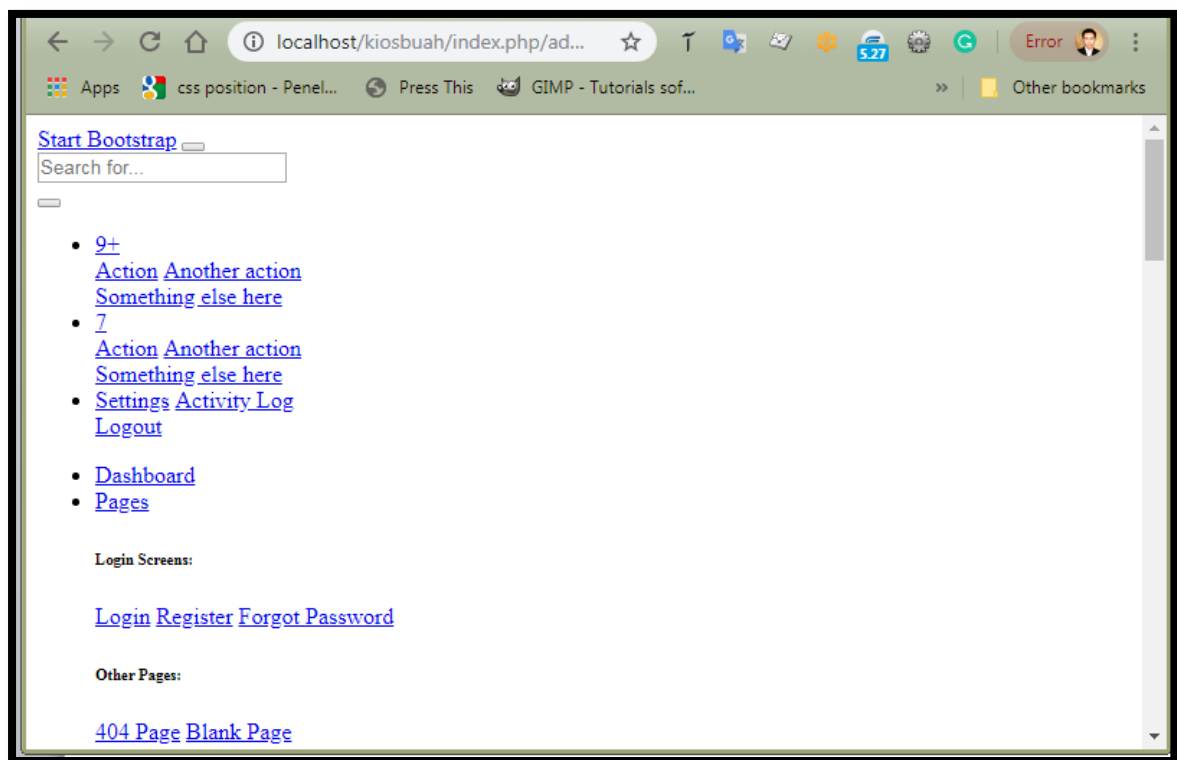 localhost/kiosbuah/index.php/ad...
5.27
Error
Apps css position - Penel... Press This GIMP - Tutorials sof... » Other bookmarks
Start Bootstrap
Search for...
9+
Action Another action
Something else here
7
Action Another action
Something else here
Settings Activity Log
Logout
Dashboard
Pages
Login Screens:
Login Register Forgot Password
Other Pages:
404 Page Blank Page